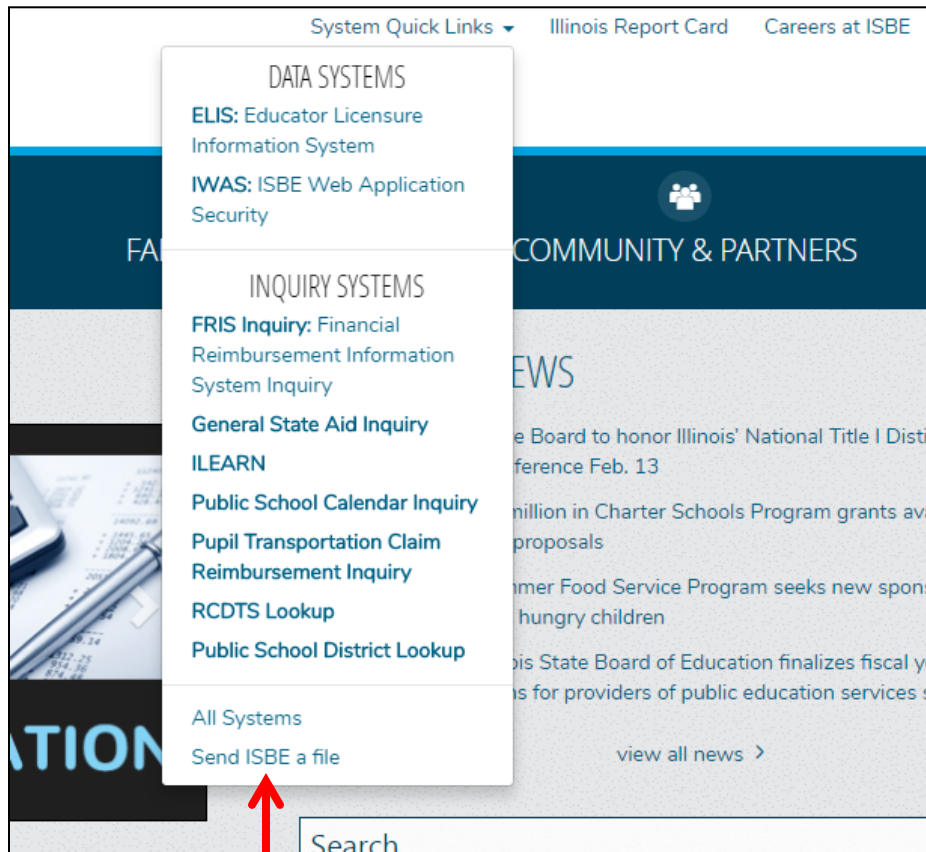 System Quick Links Illinois Report Card Careers at ISBE
DATA SYSTEMS
ELIS: Educator Licensure
Information System
IWAS: ISBE Web Application
Security
INQUIRY SYSTEMS
FRIS Inquiry: Financial
Reimbursement Information
System Inquiry
General State Aid Inquiry
ILEARN
Public School Calendar Inquiry
Pupil Transportation Claim
Reimbursement Inquiry
RCDTS Lookup
Public School District Lookup
All Systems
Send ISBE a file
FA
COMMUNITY & PARTNERS
EWS
e Board to honor Illinois' National Title I Disti
ference Feb. 13
million in Charter Schools Program grants ava
proposals
mmer Food Service Program seeks new spons
hungry children
ois State Board of Education finalizes fiscal y
ns for providers of public education services s
view all news >
ATION
Search